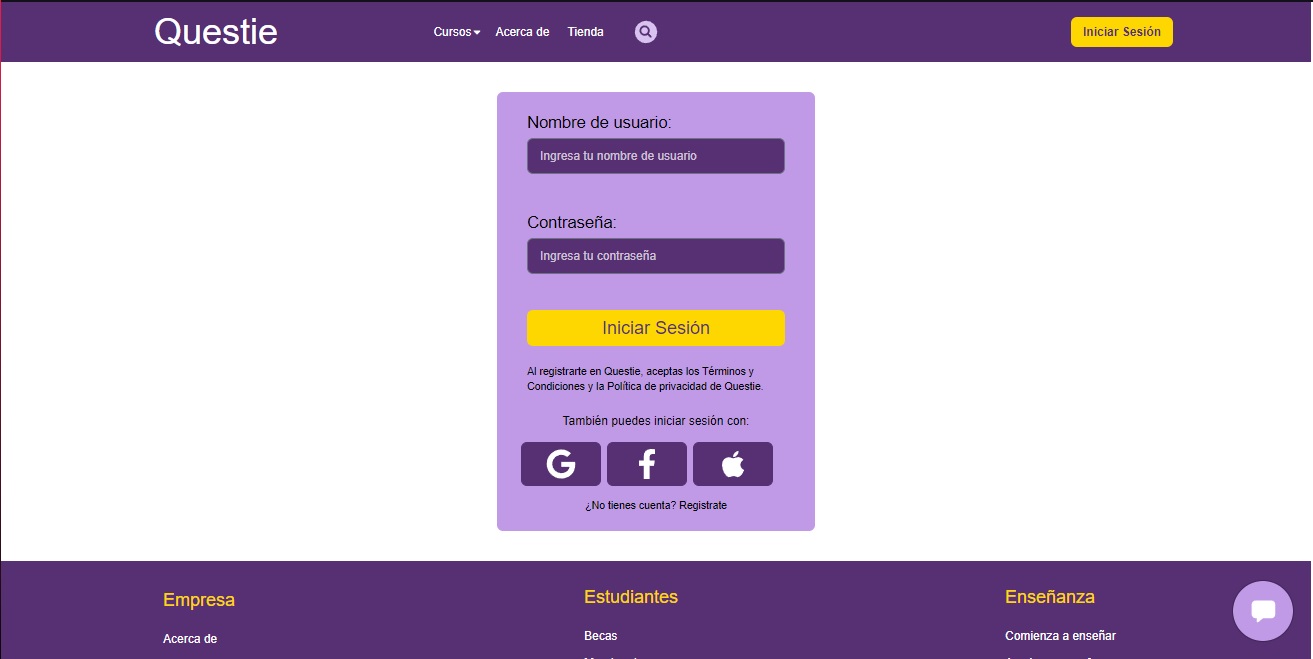 Questie
Cursos
Acerca de
Tienda
Iniciar Sesión
Nombre de usuario:
Ingresa tu nombre de usuario
Contraseña:
Ingresa tu contraseña
Iniciar Sesión
Al registrarte en Questie, aceptas los Términos y
Condiciones y la Política de privacidad de Questie.
También puedes iniciar sesión con:
¿No tienes cuenta? Registrate
Empresa
Acerca de
Estudiantes
Becas
Enseñanza
Comienza a enseñar